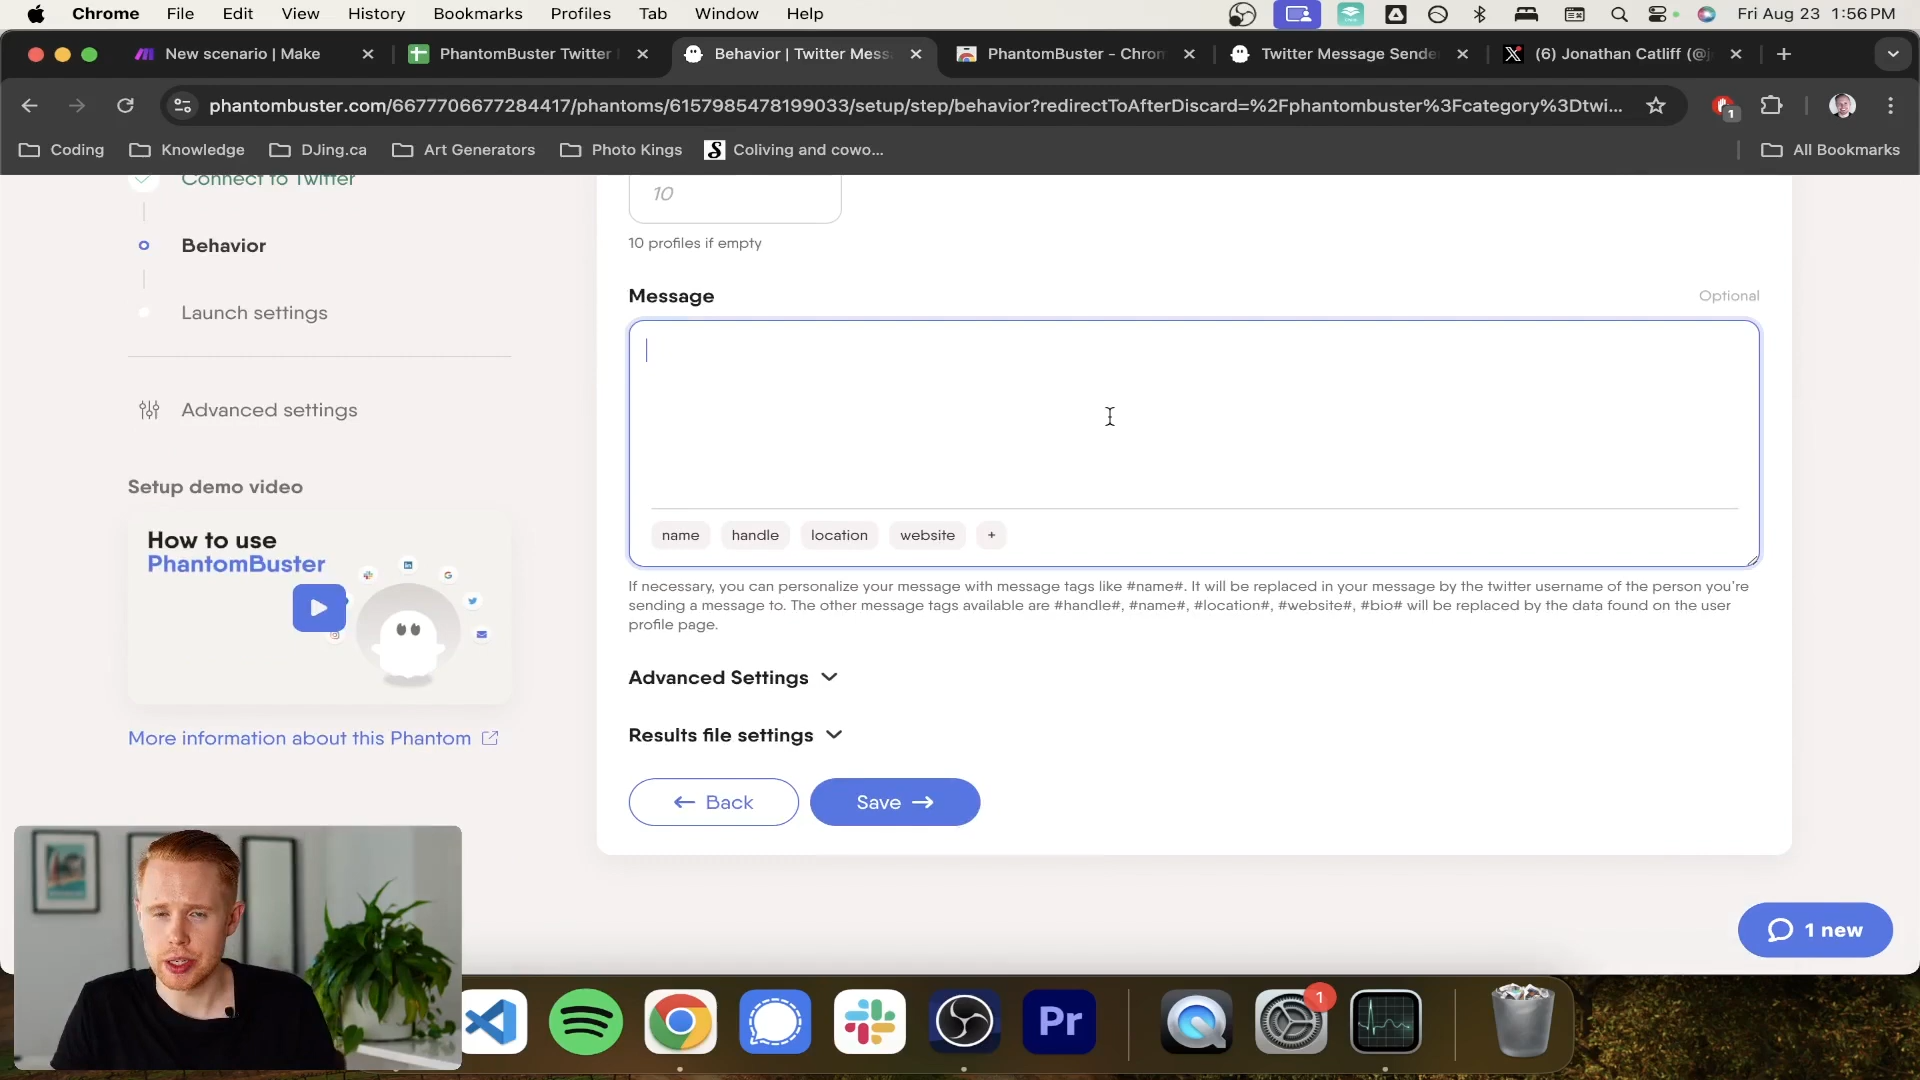 Chrome File Edit View History Bookmarks Profiles Tab Window Help Fri Aug 23 1:56 PM
New scenario | Make PhantomBuster Twitter Behavior | Twitter Mess PhantomBuster - Chron Twitter Message Sende (6) Jonathan Catliff (@j
phantombuster.com/6677706677284417/phantoms/6157985478199033/setup/step/behavior?redirectToAfterDiscard=%2Fphantombuster%3Fcategory%3Dtwi... 1
Coding Knowledge DJing.ca Art Generators Photo Kings S Coliving and cowo... All Bookmarks
Connect to Twitter
Behavior
Launch settings
Advanced settings
Setup demo video
How to use
PhantomBuster
More information about this Phantom
10
10 profiles if empty
Message Optional
name handle location website +
If necessary, you can personalize your message with message tags like #name#. It will be replaced in your message by the twitter username of the person you're
sending a message to. The other message tags available are #handle#, #name#, #location#, #website#, #bio# will be replaced by the data found on the user
profile page.
Advanced Settings
Results file settings
Back Save
1 new
Pr 1